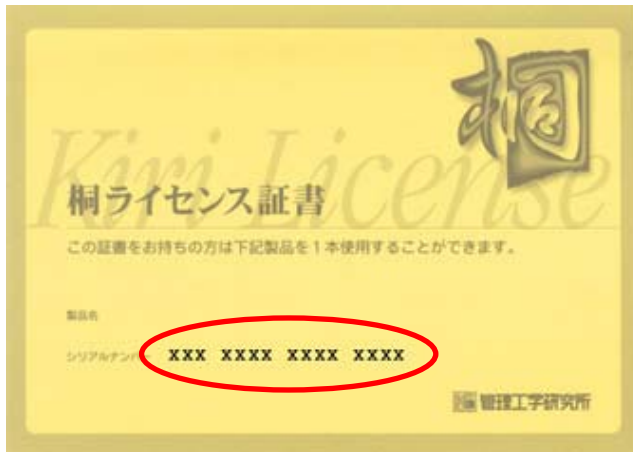 桐
Kiri License
桐ライセンス証書
この証書をお持ちの方は下記製品を1本使用することができます。
製品名
シリアルナンバー xxx xxxx xxxx xxxx
管理工学研究所